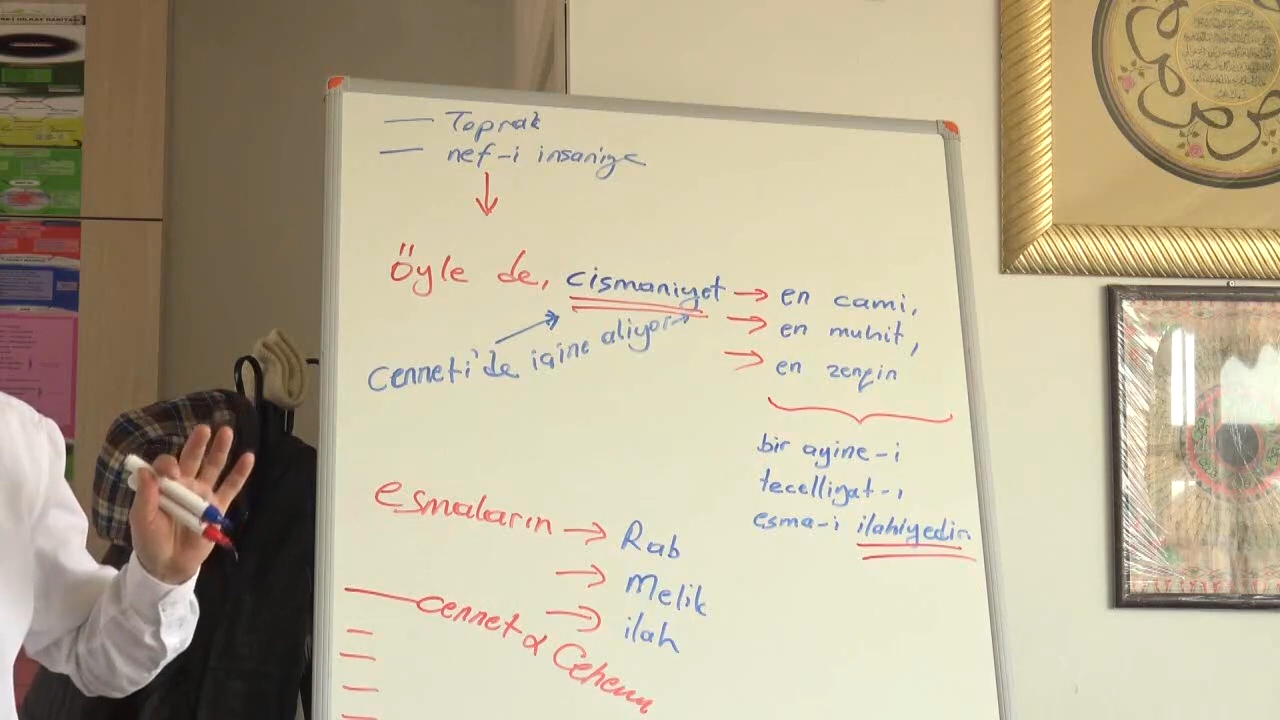 — Toprak
— nef-i insaniye
Öyle de, cismaniyet → en cami,
→ en muhit,
→ en zengin
Cenneti de içine alıyor
bir ayine-i
tecelliyat-ı
esma-i ilahiyedir
esmaların → Rab
→ Melik
→ ilah
cennet α Cehenn